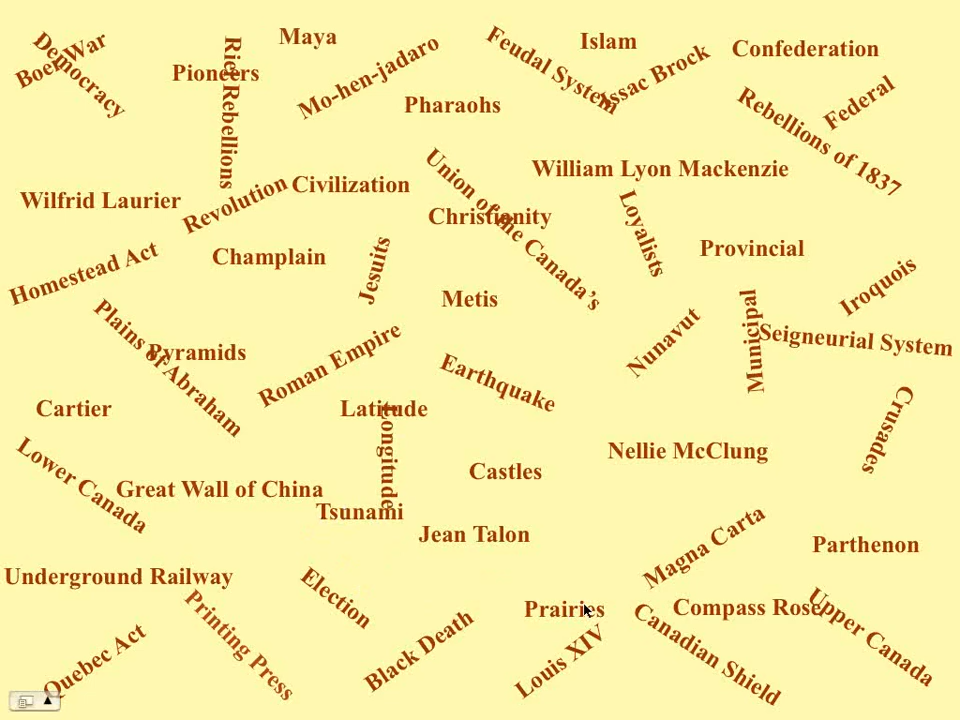 Maya
Boer War
Democracy
Pioneers
Riel Rebellions
Mo-hen-jadaro
Feudal System
Islam
Issac Brock
Confederation
Pharaohs
Rebellions of 1837
Federal
William Lyon Mackenzie
Wilfrid Laurier
Revolution
Civilization
Union of the Canada's
Christianity
Loyalists
Provincial
Homestead Act
Champlain
Jesuits
Metis
Iroquois
Plains of Abraham
Pyramids
Roman Empire
Earthquake
Nunavut
Municipal
Seigneurial System
Cartier
Latitude
Longitude
Crusades
Nellie McClung
Lower Canada
Great Wall of China
Castles
Tsunami
Jean Talon
Magna Carta
Parthenon
Underground Railway
Election
Printing Press
Prairies
Compass Rose
Upper Canada
Quebec Act
Black Death
Louis XIV
Canadian Shield